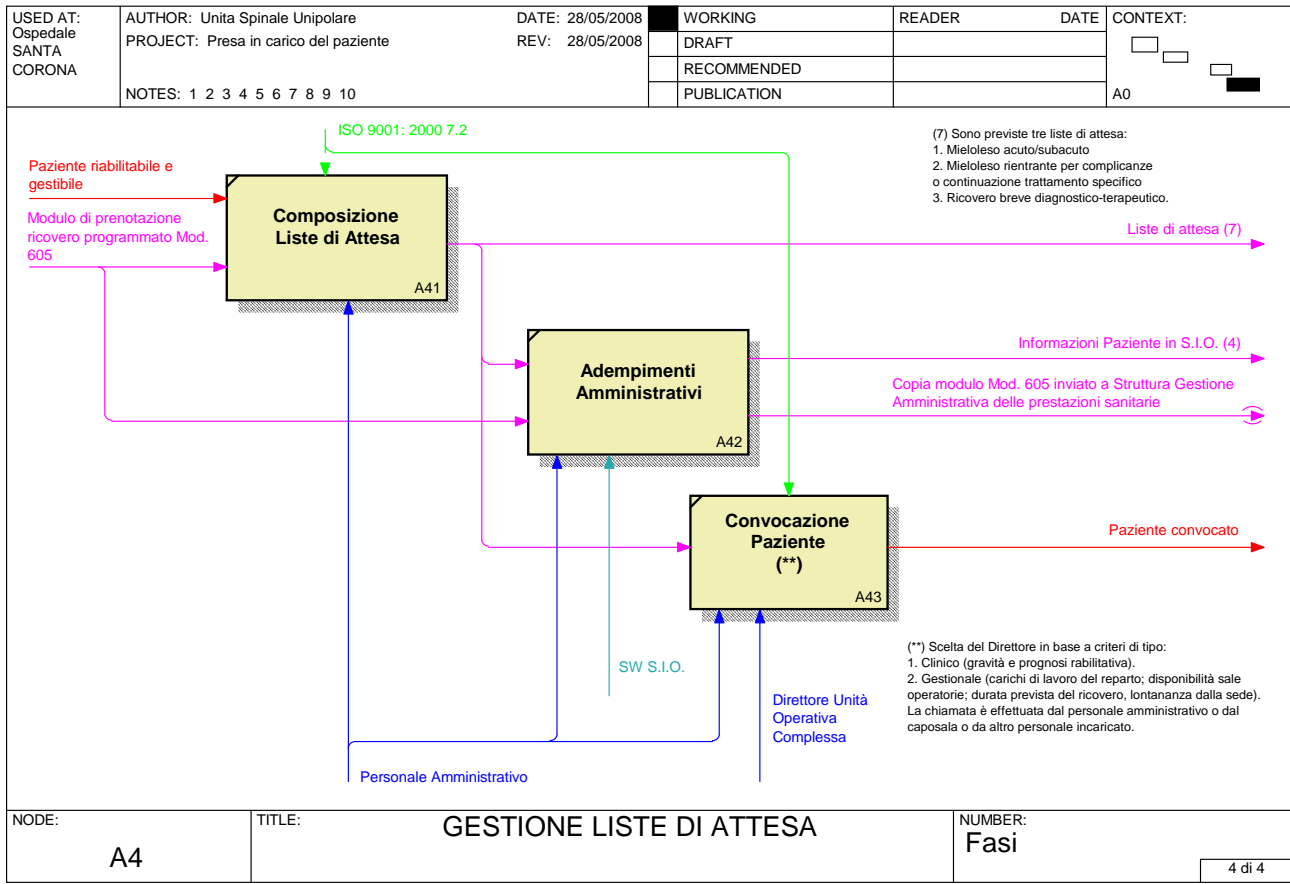 USED AT:
Ospedale
SANTA
CORONA
AUTHOR: Unita Spinale Unipolare
DATE: 28/05/2008
PROJECT: Presa in carico del paziente
REV: 28/05/2008
NOTES: 1 2 3 4 5 6 7 8 9 10
WORKING
DRAFT
RECOMMENDED
PUBLICATION
READER
DATE
CONTEXT:
A0
ISO 9001: 2000 7.2
(7) Sono previste tre liste di attesa:
1. Mieloleso acuto/subacuto
2. Mieloleso rientrante per complicanze
o continuazione trattamento specifico
3. Ricovero breve diagnostico-terapeutico.
Paziente riabilitabile e
gestibile
Modulo di prenotazione
ricovero programmato Mod.
605
Composizione
Liste di Attesa
A41
Liste di attesa (7)
Adempimenti
Amministrativi
A42
Informazioni Paziente in S.I.O. (4)
Copia modulo Mod. 605 inviato a Struttura Gestione
Amministrativa delle prestazioni sanitarie
Convocazione
Paziente
(**)
A43
Paziente convocato
SW S.I.O.
Direttore Unità
Operativa
Complessa
Personale Amministrativo
(**) Scelta del Direttore in base a criteri di tipo:
1. Clinico (gravità e prognosi rabilitativa).
2. Gestionale (carichi di lavoro del reparto; disponibilità sale
operatorie; durata prevista del ricovero, lontananza dalla sede).
La chiamata è effettuata dal personale amministrativo o dal
caposala o da altro personale incaricato.
NODE:
A4
TITLE:
GESTIONE LISTE DI ATTESA
NUMBER:
Fasi
4 di 4